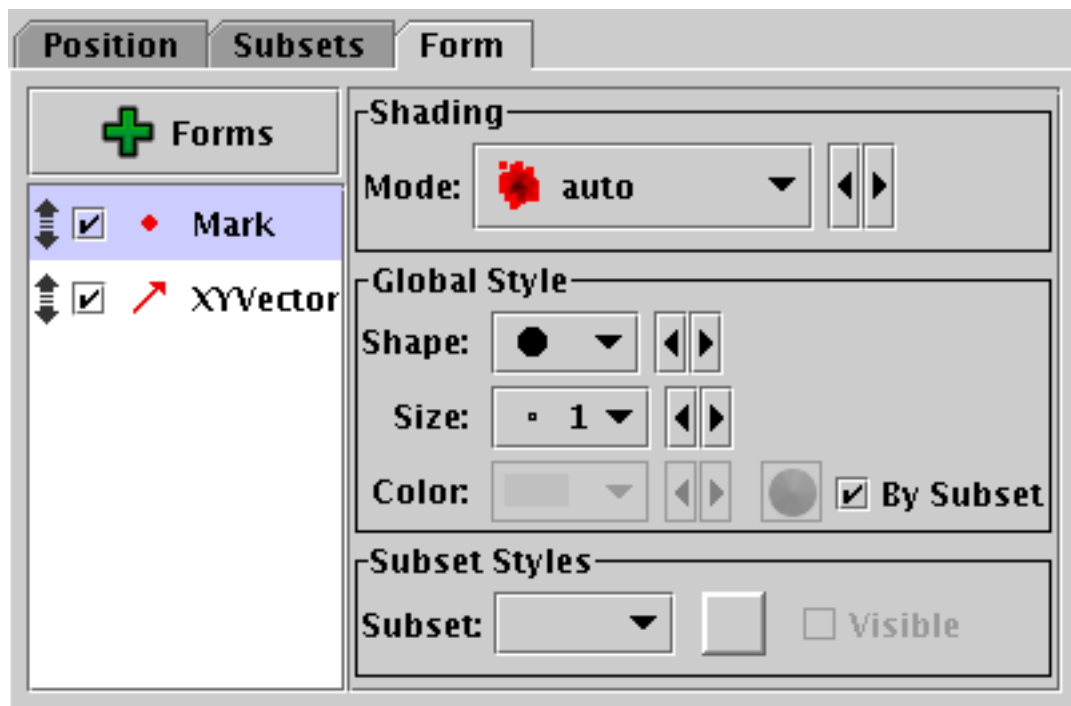 Position Subsets Form
Forms
Mark
XYVector
Shading
Mode: auto
Global Style
Shape:
Size: 1
Color: By Subset
Subset Styles
Subset: Visible